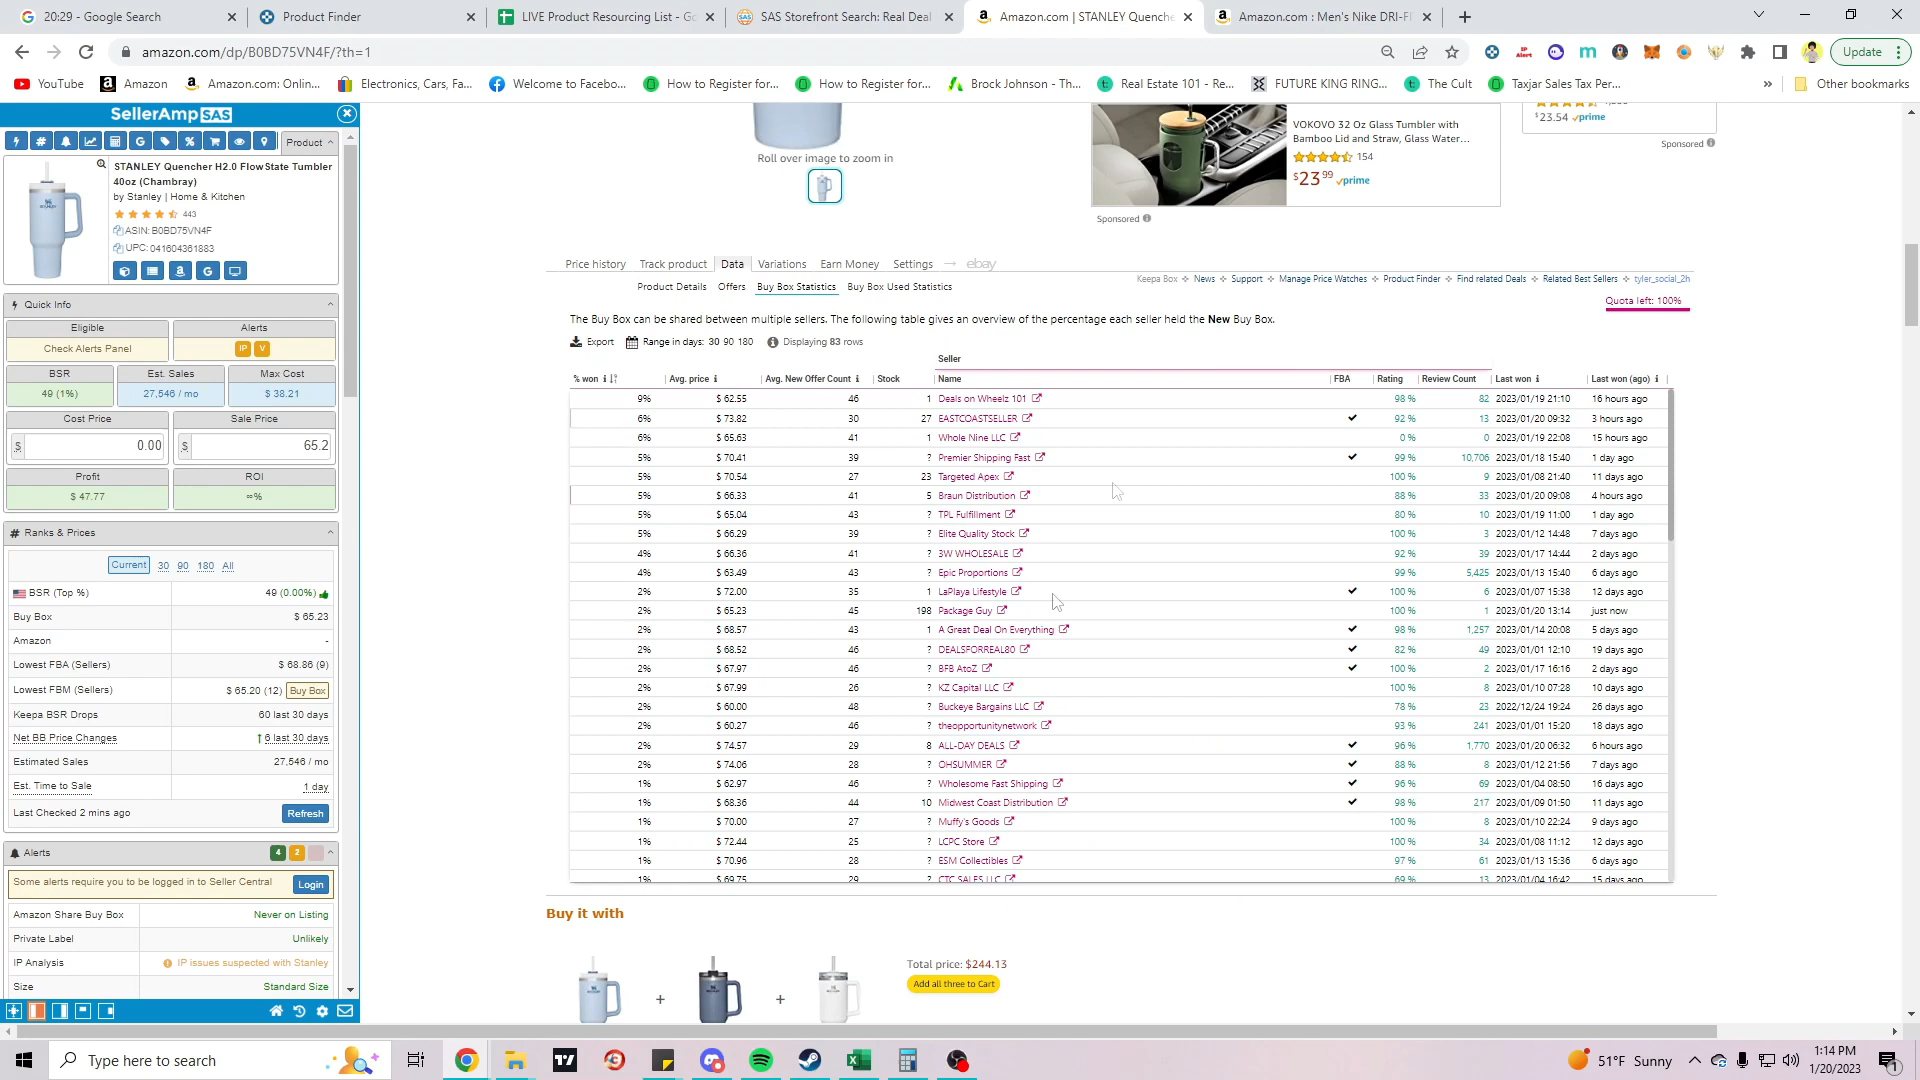 20:29 - Google Search
Product Finder
LIVE Product Resourcing List - Go
SAS Storefront Search: Real Deal
Amazon.com | STANLEY Quenche
Amazon.com : Men's Nike DRI-F
amazon.com/dp/B0BD75VN4F/?th=1
Update
YouTube
Amazon
Amazon.com: Onlin...
Electronics, Cars, Fa...
Welcome to Facebo...
How to Register for...
How to Register for...
Brock Johnson - Th...
Real Estate 101 - Re...
FUTURE KING RING...
The Cult
Taxjar Sales Tax Per...
»
Other bookmarks
SellerAmp SAS
Product
STANLEY Quencher H2.0 FlowState Tumbler
40oz (Chambray)
by Stanley | Home & Kitchen
443
ASIN: B0BD75VN4F
UPC: 041604361883
Quick Info
Eligible
Alerts
Check Alerts Panel
IP V
BSR
Est. Sales
Max Cost
49 (1%)
27,546 / mo
$ 38.21
Cost Price
Sale Price
$ 0.00
$ 65.2
Profit
ROI
$ 47.77
∞%
# Ranks & Prices
Current 30 90 180 All
BSR (Top %) 49 (0.00%)
Buy Box $ 65.23
Amazon -
Lowest FBA (Sellers) $ 68.86 (9)
Lowest FBM (Sellers) $ 65.20 (12) Buy Box
Keepa BSR Drops 60 last 30 days
Net BB Price Changes 6 last 30 days
Estimated Sales 27,546 / mo
Est. Time to Sale 1 day
Last Checked 2 mins ago Refresh
Alerts 4 2
Some alerts require you to be logged in to Seller Central Login
Amazon Share Buy Box Never on Listing
Private Label Unlikely
IP Analysis IP issues suspected with Stanley
Size Standard Size
Roll over image to zoom in
VOKOVO 32 Oz Glass Tumbler with
Bamboo Lid and Straw, Glass Water...
154
$23.99 prime
Sponsored
$23.54 prime
Sponsored
Price history Track product Data Variations Earn Money Settings → ebay
Product Details Offers Buy Box Statistics Buy Box Used Statistics
Keepa Box News Support Manage Price Watches Product Finder Find related Deals Related Best Sellers tyler_social_2h
Quota left: 100%
The Buy Box can be shared between multiple sellers. The following table gives an overview of the percentage each seller held the New Buy Box.
Export Range in days: 30 90 180 Displaying 83 rows
Seller
% won Avg. price Avg. New Offer Count Stock Name FBA Rating Review Count Last won Last won (ago)
9% $ 62.55 46 1 Deals on Wheelz 101 98 % 82 2023/01/19 21:10 16 hours ago
6% $ 73.82 30 27 EASTCOASTSELLER ✔ 92 % 13 2023/01/20 09:32 3 hours ago
6% $ 65.63 41 1 Whole Nine LLC 0 % 0 2023/01/19 22:08 15 hours ago
5% $ 70.41 39 ? Premier Shipping Fast ✔ 99 % 10,706 2023/01/18 15:40 1 day ago
5% $ 70.54 27 23 Targeted Apex 100 % 9 2023/01/08 21:40 11 days ago
5% $ 66.33 41 5 Braun Distribution 88 % 33 2023/01/20 09:08 4 hours ago
5% $ 65.04 43 ? TPL Fulfillment 80 % 10 2023/01/19 11:00 1 day ago
5% $ 66.29 39 ? Elite Quality Stock 100 % 3 2023/01/12 14:48 7 days ago
4% $ 66.36 41 ? 3W WHOLESALE 92 % 39 2023/01/17 14:44 2 days ago
4% $ 63.49 43 ? Epic Proportions 99 % 5,425 2023/01/13 15:40 6 days ago
2% $ 72.00 35 1 LaPlaya Lifestyle ✔ 100 % 6 2023/01/07 15:38 12 days ago
2% $ 65.23 45 198 Package Guy 100 % 1 2023/01/20 13:14 just now
2% $ 68.57 43 1 A Great Deal On Everything ✔ 98 % 1,257 2023/01/14 20:08 5 days ago
2% $ 68.52 46 ? DEALSFORREAL80 ✔ 82 % 49 2023/01/01 12:10 19 days ago
2% $ 67.97 46 ? BFB AtoZ ✔ 100 % 2 2023/01/17 16:16 2 days ago
2% $ 67.99 26 ? KZ Capital LLC 100 % 8 2023/01/10 07:28 10 days ago
2% $ 60.00 48 ? Buckeye Bargains LLC 78 % 23 2022/12/24 19:24 26 days ago
2% $ 60.27 46 ? theopportunitynetwork 93 % 241 2023/01/01 15:20 18 days ago
2% $ 74.57 29 8 ALL-DAY DEALS ✔ 96 % 1,770 2023/01/20 06:32 6 hours ago
2% $ 74.06 28 ? OHSUMMER ✔ 88 % 8 2023/01/12 21:56 7 days ago
1% $ 62.97 46 ? Wholesome Fast Shipping ✔ 96 % 69 2023/01/04 08:50 16 days ago
1% $ 68.36 44 10 Midwest Coast Distribution ✔ 98 % 217 2023/01/09 01:50 11 days ago
1% $ 70.00 27 ? Muffy's Goods 100 % 8 2023/01/10 22:24 9 days ago
1% $ 72.44 25 ? LCPC Store 100 % 34 2023/01/08 11:12 12 days ago
1% $ 70.96 28 ? ESM Collectibles 97 % 61 2023/01/13 15:36 6 days ago
1% $ 69.75 29 ? CTC SALES LLC 69 % 13 2023/01/04 16:42 15 days ago
Buy it with
+ +
Total price: $244.13
Add all three to Cart
Type here to search
51°F Sunny
1:14 PM
1/20/2023